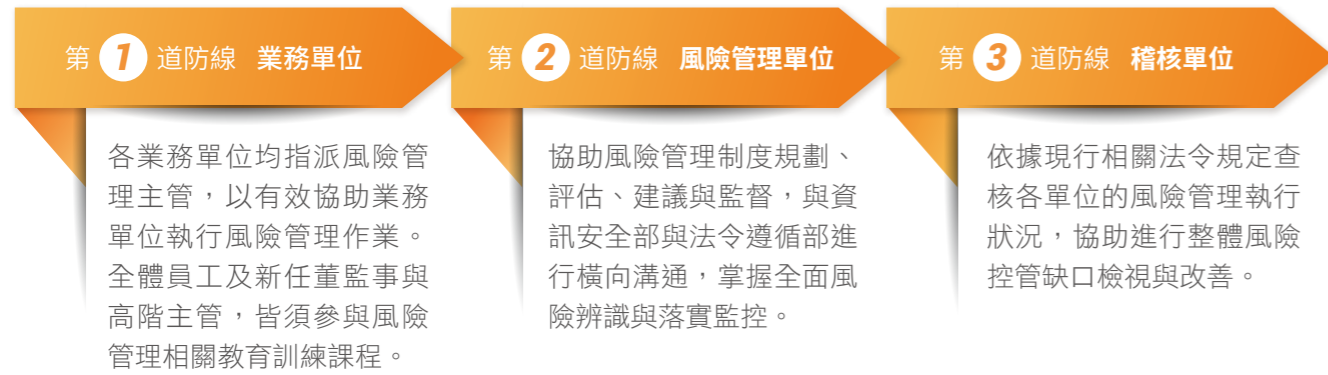 第 1 道防線 業務單位
各業務單位均指派風險管
理主管，以有效協助業務
單位執行風險管理作業。
全體員工及新任董監事與
高階主管，皆須參與風險
管理相關教育訓練課程。
第 2 道防線 風險管理單位
協助風險管理制度規劃、
評估、建議與監督，與資
訊安全部與法令遵循部進
行橫向溝通，掌握全面風
險辨識與落實監控。
第 3 道防線 稽核單位
依據現行相關法令規定查
核各單位的風險管理執行
狀況，協助進行整體風險
控管缺口檢視與改善。